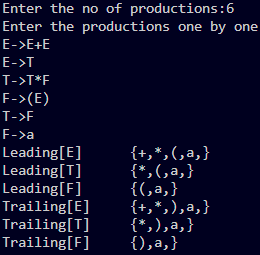 Enter the no of productions:6
Enter the productions one by one
E->E+E
E->T
T->T*F
F->(E)
T->F
F->a
Leading[E]      {+,*,(,a,}
Leading[T]      {*,(,a,}
Leading[F]      {(,a,}
Trailing[E]     {+,*,),a,}
Trailing[T]     {*,),a,}
Trailing[F]     {),a,}